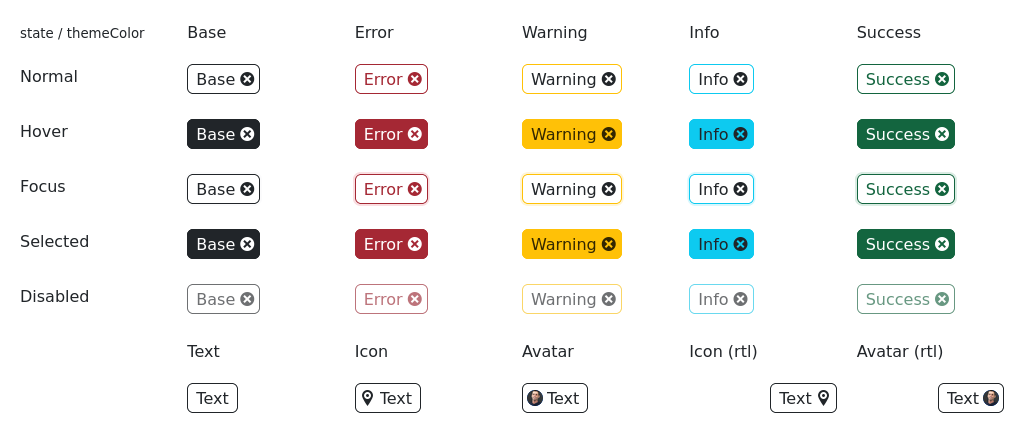 state / themeColor Base Error Warning Info Success
Normal Base Error Warning Info Success
Hover Base Error Warning Info Success
Focus Base Error Warning Info Success
Selected Base Error Warning Info Success
Disabled Base Error Warning Info Success
Text Icon Avatar Icon (rtl) Avatar (rtl)
Text Text Text Text Text